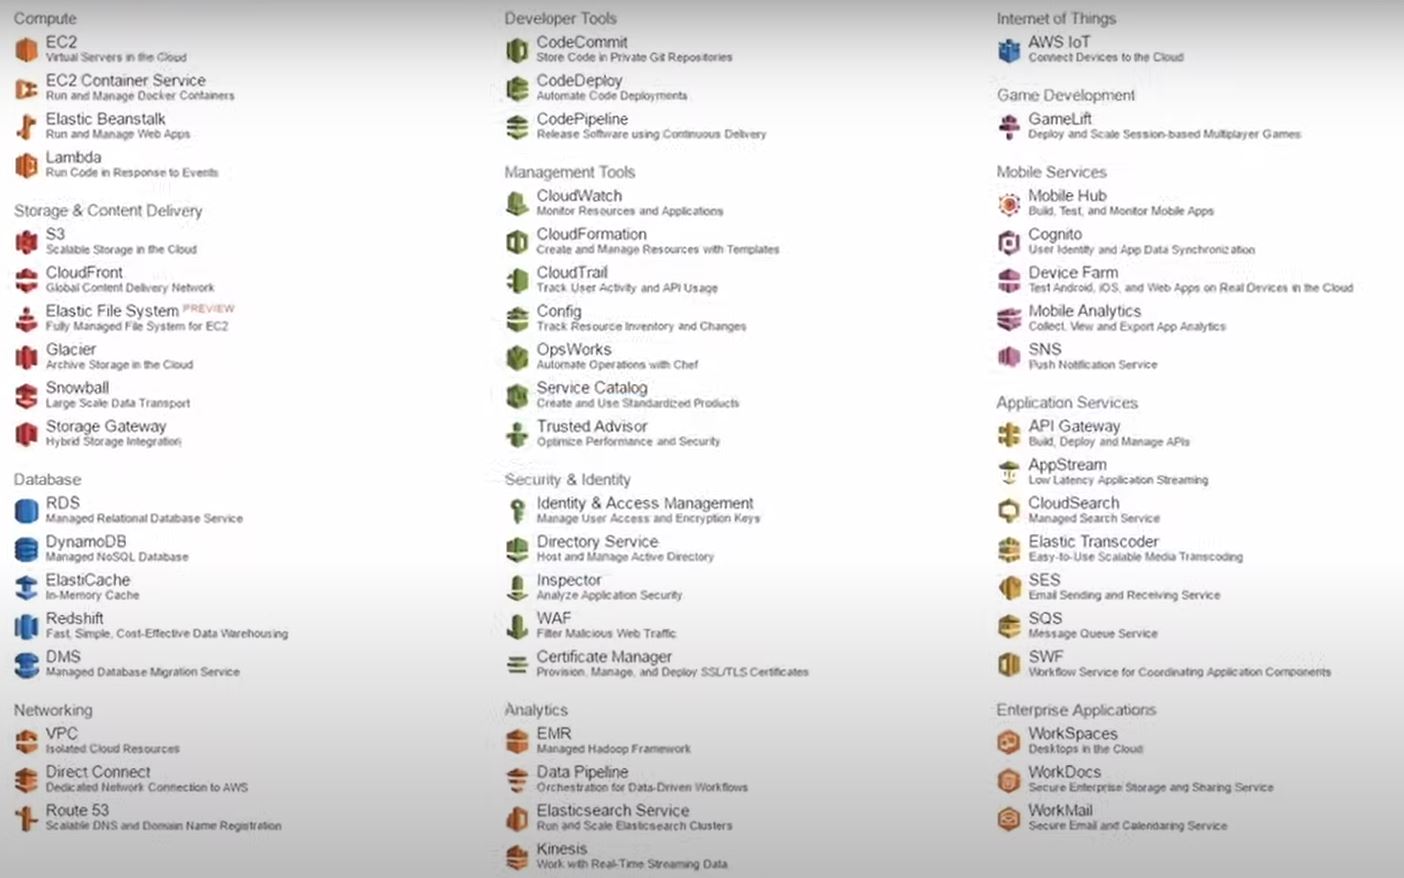 Compute
EC2
Virtual Servers in the Cloud
EC2 Container Service
Run and Manage Docker Containers
Elastic Beanstalk
Run and Manage Web Apps
Lambda
Run Code in Response to Events
Storage & Content Delivery
S3
Scalable Storage in the Cloud
CloudFront
Global Content Delivery Network
Elastic File System PREVIEW
Fully Managed File System for EC2
Glacier
Archive Storage in the Cloud
Snowball
Large Scale Data Transport
Storage Gateway
Hybrid Storage Integration
Database
RDS
Managed Relational Database Service
DynamoDB
Managed NoSQL Database
ElastiCache
In-Memory Cache
Redshift
Fast, Simple, Cost-Effective Data Warehousing
DMS
Managed Database Migration Service
Networking
VPC
Isolated Cloud Resources
Direct Connect
Dedicated Network Connection to AWS
Route 53
Scalable DNS and Domain Name Registration
Developer Tools
CodeCommit
Store Code in Private Git Repositories
CodeDeploy
Automate Code Deployments
CodePipeline
Release Software using Continuous Delivery
Management Tools
CloudWatch
Monitor Resources and Applications
CloudFormation
Create and Manage Resources with Templates
CloudTrail
Track User Activity and API Usage
Config
Track Resource Inventory and Changes
OpsWorks
Automate Operations with Chef
Service Catalog
Create and Use Standardized Products
Trusted Advisor
Optimize Performance and Security
Security & Identity
Identity & Access Management
Manage User Access and Encryption Keys
Directory Service
Host and Manage Active Directory
Inspector
Analyze Application Security
WAF
Filter Malicious Web Traffic
Certificate Manager
Provision, Manage, and Deploy SSL/TLS Certificates
Analytics
EMR
Managed Hadoop Framework
Data Pipeline
Orchestration for Data-Driven Workflows
Elasticsearch Service
Run and Scale Elasticsearch Clusters
Kinesis
Work with Real-Time Streaming Data
Internet of Things
AWS IoT
Connect Devices to the Cloud
Game Development
GameLift
Deploy and Scale Session-based Multiplayer Games
Mobile Services
Mobile Hub
Build, Test, and Monitor Mobile Apps
Cognito
User Identity and App Data Synchronization
Device Farm
Test Android, iOS, and Web Apps on Real Devices in the Cloud
Mobile Analytics
Collect, View and Export App Analytics
SNS
Push Notification Service
Application Services
API Gateway
Build, Deploy and Manage APIs
AppStream
Low Latency Application Streaming
CloudSearch
Managed Search Service
Elastic Transcoder
Easy-to-Use Scalable Media Transcoding
SES
Email Sending and Receiving Service
SQS
Message Queue Service
SWF
Workflow Service for Coordinating Application Components
Enterprise Applications
WorkSpaces
Desktops in the Cloud
WorkDocs
Secure Enterprise Storage and Sharing Service
WorkMail
Secure Email and Calendaring Service